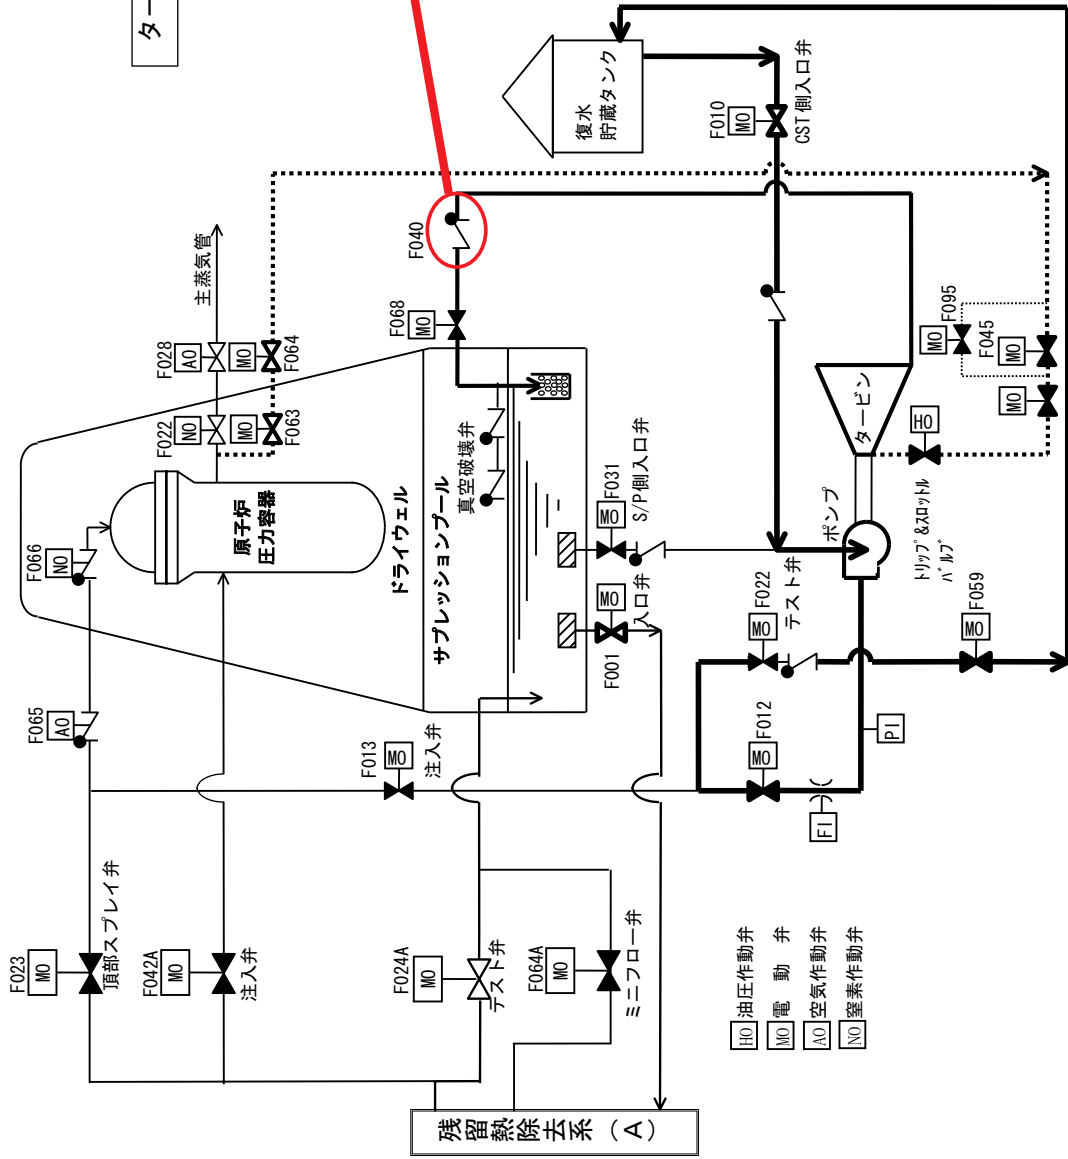 ター
復水
貯蔵タンク
F010
MO
CST側入口弁
F040
主蒸気管
F028
AO
MO
F064
F022
NO
MO
F063
F068
MO
MO
F095
F045
MO
MO
HO
タービン
トリップ&スロットル
バルブ
ポンプ
真空破壊弁
原子炉
圧力容器
ドライウェル
サプレッションプール
F031
MO
S/P側入口弁
MO
入口弁
F001
F066
NO
F065
AO
F013
MO
注入弁
F022
MO
テスト弁
F059
MO
F012
MO
PI
FI
F023
MO
頂部スプレイ弁
F042A
MO
注入弁
F024A
MO
テスト弁
F064A
MO
ミニフロー弁
HO 油圧作動弁
MO 電動弁
AO 空気作動弁
NO 窒素作動弁
残留熱除去系(A)